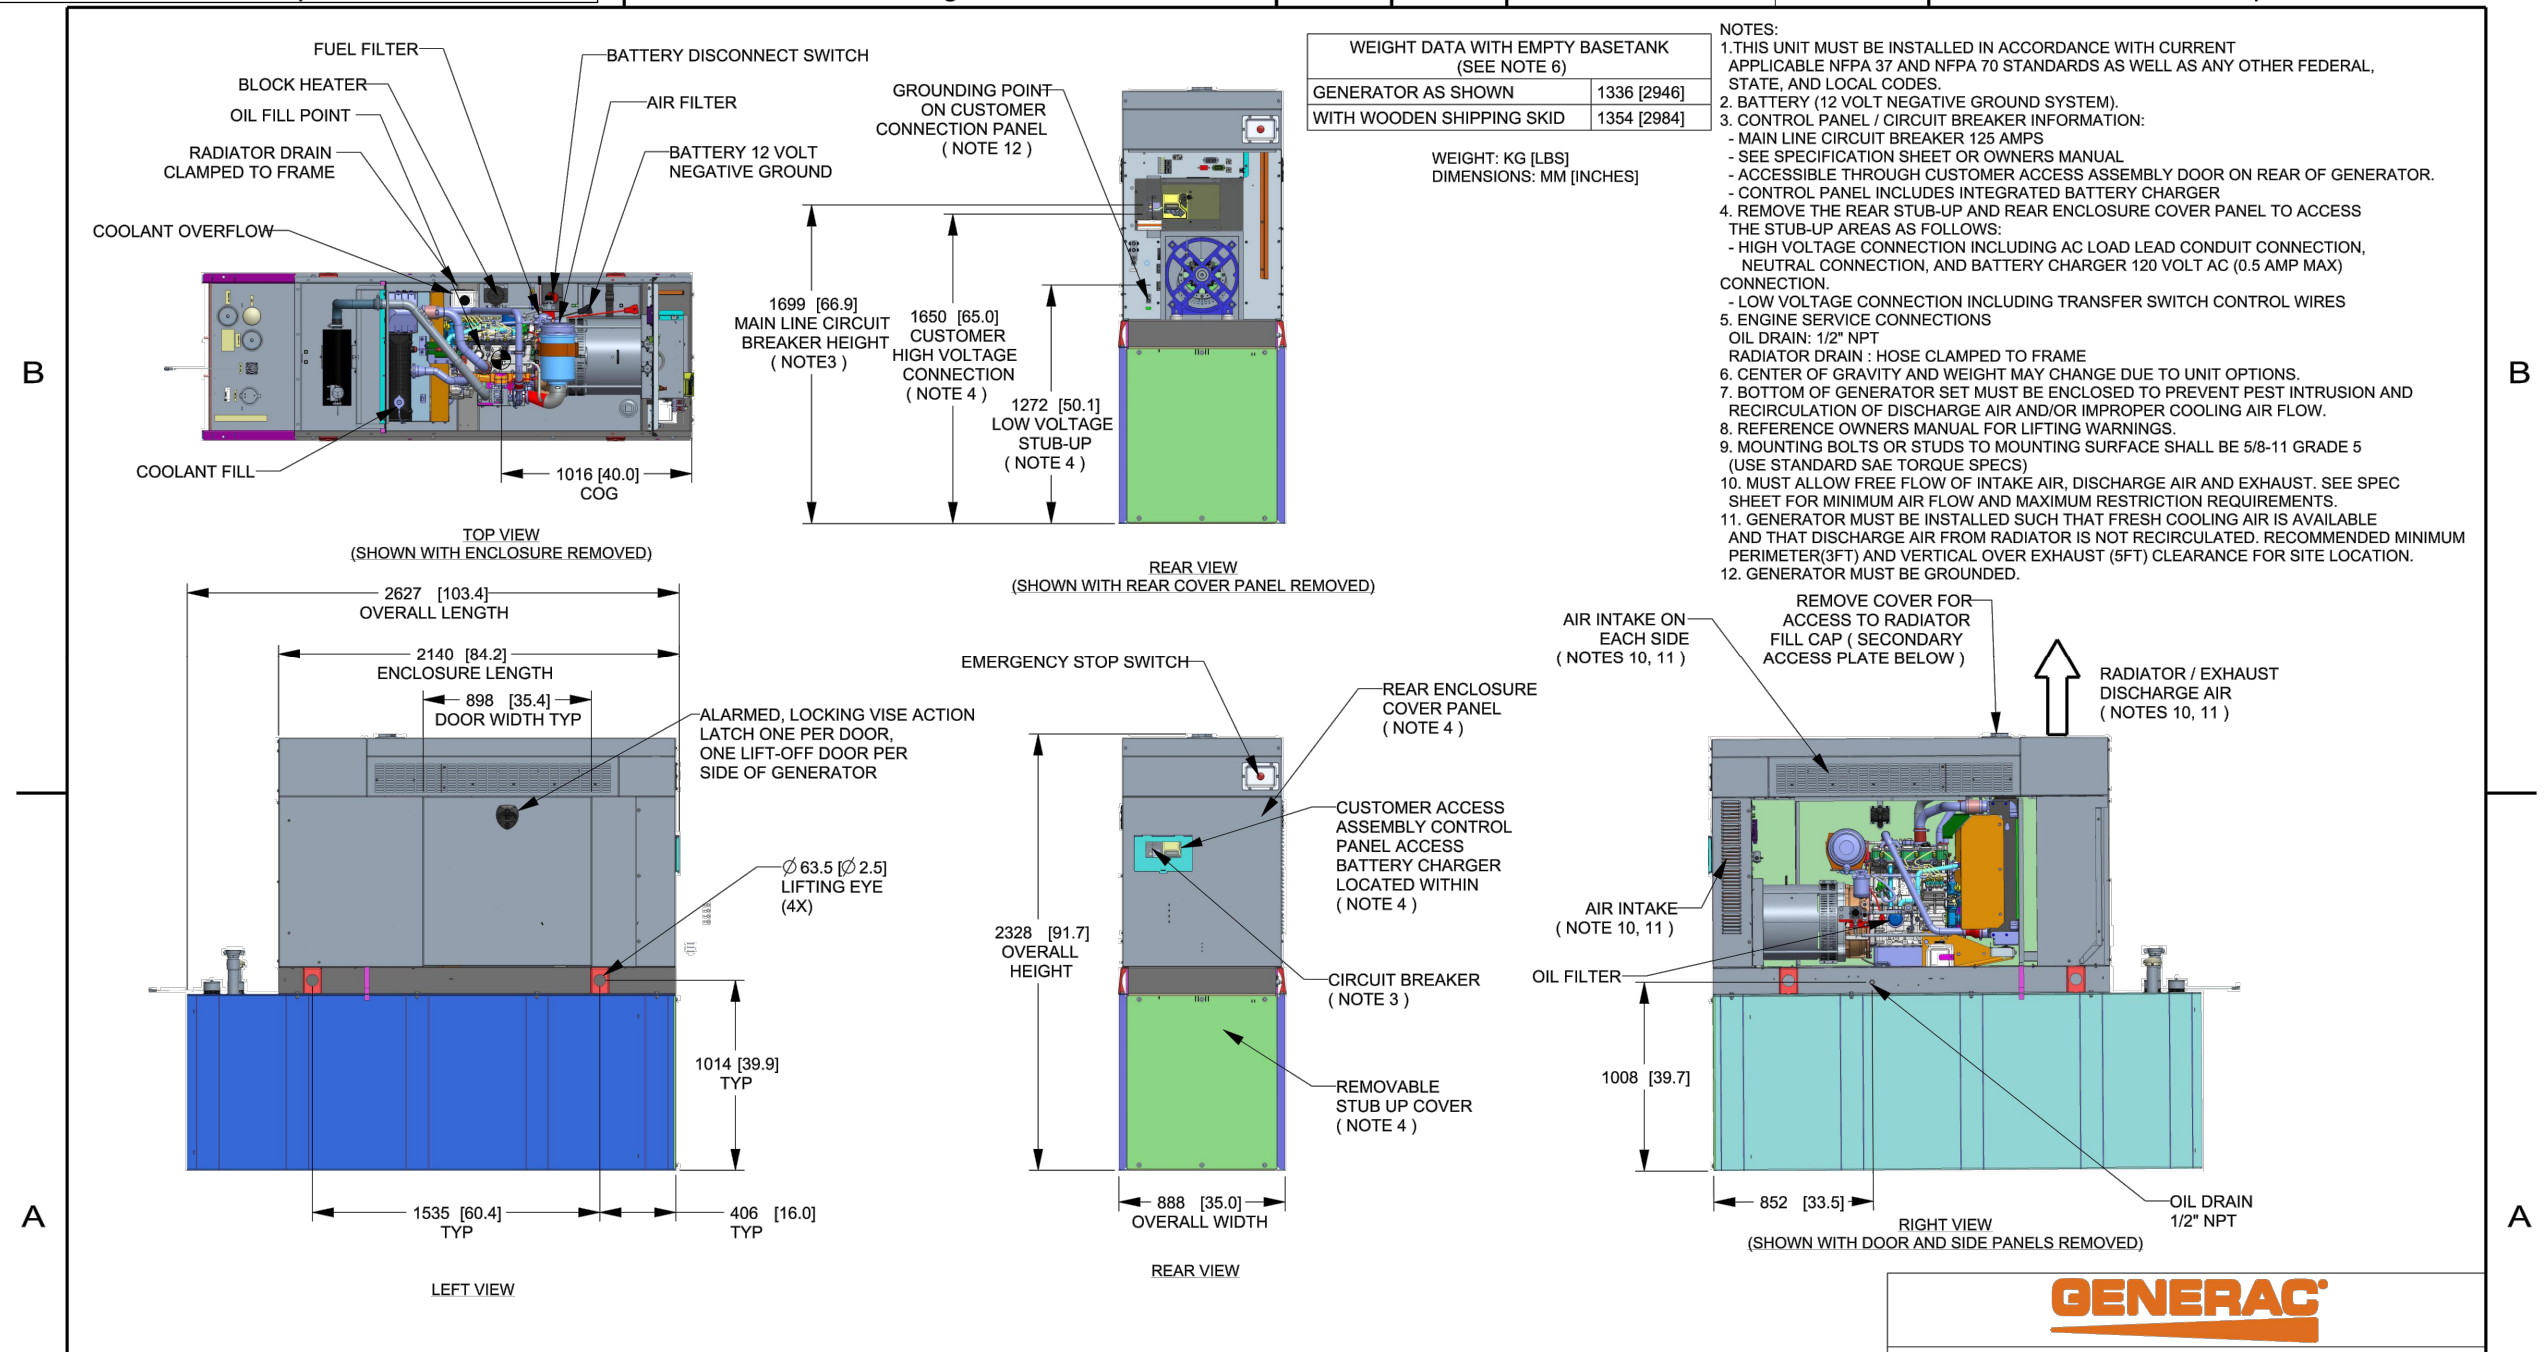 FUEL FILTER
BLOCK HEATER
OIL FILL POINT
RADIATOR DRAIN
CLAMPED TO FRAME
COOLANT OVERFLOW
COOLANT FILL
BATTERY DISCONNECT SWITCH
AIR FILTER
BATTERY 12 VOLT
NEGATIVE GROUND
1016 [40.0]
COG
TOP VIEW
(SHOWN WITH ENCLOSURE REMOVED)
GROUNDING POINT
ON CUSTOMER
CONNECTION PANEL
( NOTE 12 )
1699 [66.9]
MAIN LINE CIRCUIT
BREAKER HEIGHT
( NOTE3 )
1650 [65.0]
CUSTOMER
HIGH VOLTAGE
CONNECTION
( NOTE 4 )
1272 [50.1]
LOW VOLTAGE
STUB-UP
( NOTE 4 )
REAR VIEW
(SHOWN WITH REAR COVER PANEL REMOVED)
WEIGHT DATA WITH EMPTY BASETANK
(SEE NOTE 6)
GENERATOR AS SHOWN 1336 [2946]
WITH WOODEN SHIPPING SKID 1354 [2984]
WEIGHT: KG [LBS]
DIMENSIONS: MM [INCHES]
NOTES:
1.THIS UNIT MUST BE INSTALLED IN ACCORDANCE WITH CURRENT
APPLICABLE NFPA 37 AND NFPA 70 STANDARDS AS WELL AS ANY OTHER FEDERAL,
STATE, AND LOCAL CODES.
2. BATTERY (12 VOLT NEGATIVE GROUND SYSTEM).
3. CONTROL PANEL / CIRCUIT BREAKER INFORMATION:
- MAIN LINE CIRCUIT BREAKER 125 AMPS
- SEE SPECIFICATION SHEET OR OWNERS MANUAL
- ACCESSIBLE THROUGH CUSTOMER ACCESS ASSEMBLY DOOR ON REAR OF GENERATOR.
- CONTROL PANEL INCLUDES INTEGRATED BATTERY CHARGER
4. REMOVE THE REAR STUB-UP AND REAR ENCLOSURE COVER PANEL TO ACCESS
THE STUB-UP AREAS AS FOLLOWS:
- HIGH VOLTAGE CONNECTION INCLUDING AC LOAD LEAD CONDUIT CONNECTION,
NEUTRAL CONNECTION, AND BATTERY CHARGER 120 VOLT AC (0.5 AMP MAX)
CONNECTION.
- LOW VOLTAGE CONNECTION INCLUDING TRANSFER SWITCH CONTROL WIRES
5. ENGINE SERVICE CONNECTIONS
OIL DRAIN: 1/2" NPT
RADIATOR DRAIN : HOSE CLAMPED TO FRAME
6. CENTER OF GRAVITY AND WEIGHT MAY CHANGE DUE TO UNIT OPTIONS.
7. BOTTOM OF GENERATOR SET MUST BE ENCLOSED TO PREVENT PEST INTRUSION AND
RECIRCULATION OF DISCHARGE AIR AND/OR IMPROPER COOLING AIR FLOW.
8. REFERENCE OWNERS MANUAL FOR LIFTING WARNINGS.
9. MOUNTING BOLTS OR STUDS TO MOUNTING SURFACE SHALL BE 5/8-11 GRADE 5
(USE STANDARD SAE TORQUE SPECS)
10. MUST ALLOW FREE FLOW OF INTAKE AIR, DISCHARGE AIR AND EXHAUST. SEE SPEC
SHEET FOR MINIMUM AIR FLOW AND MAXIMUM RESTRICTION REQUIREMENTS.
11. GENERATOR MUST BE INSTALLED SUCH THAT FRESH COOLING AIR IS AVAILABLE
AND THAT DISCHARGE AIR FROM RADIATOR IS NOT RECIRCULATED. RECOMMENDED MINIMUM
PERIMETER(3FT) AND VERTICAL OVER EXHAUST (5FT) CLEARANCE FOR SITE LOCATION.
12. GENERATOR MUST BE GROUNDED.
B
B
2627 [103.4]
OVERALL LENGTH
2140 [84.2]
ENCLOSURE LENGTH
898 [35.4]
DOOR WIDTH TYP
ALARMED, LOCKING VISE ACTION
LATCH ONE PER DOOR,
ONE LIFT-OFF DOOR PER
SIDE OF GENERATOR
Ø 63.5 [Ø 2.5]
LIFTING EYE
(4X)
1014 [39.9]
TYP
1535 [60.4]
TYP
406 [16.0]
TYP
LEFT VIEW
EMERGENCY STOP SWITCH
REAR ENCLOSURE
COVER PANEL
( NOTE 4 )
CUSTOMER ACCESS
ASSEMBLY CONTROL
PANEL ACCESS
BATTERY CHARGER
LOCATED WITHIN
( NOTE 4 )
2328 [91.7]
OVERALL
HEIGHT
CIRCUIT BREAKER
( NOTE 3 )
REMOVABLE
STUB UP COVER
( NOTE 4 )
888 [35.0]
OVERALL WIDTH
REAR VIEW
AIR INTAKE ON
EACH SIDE
( NOTES 10, 11 )
REMOVE COVER FOR
ACCESS TO RADIATOR
FILL CAP ( SECONDARY
ACCESS PLATE BELOW )
RADIATOR / EXHAUST
DISCHARGE AIR
( NOTES 10, 11 )
AIR INTAKE
( NOTE 10, 11 )
OIL FILTER
1008 [39.7]
852 [33.5]
OIL DRAIN
1/2" NPT
RIGHT VIEW
(SHOWN WITH DOOR AND SIDE PANELS REMOVED)
A
A
GENERAC